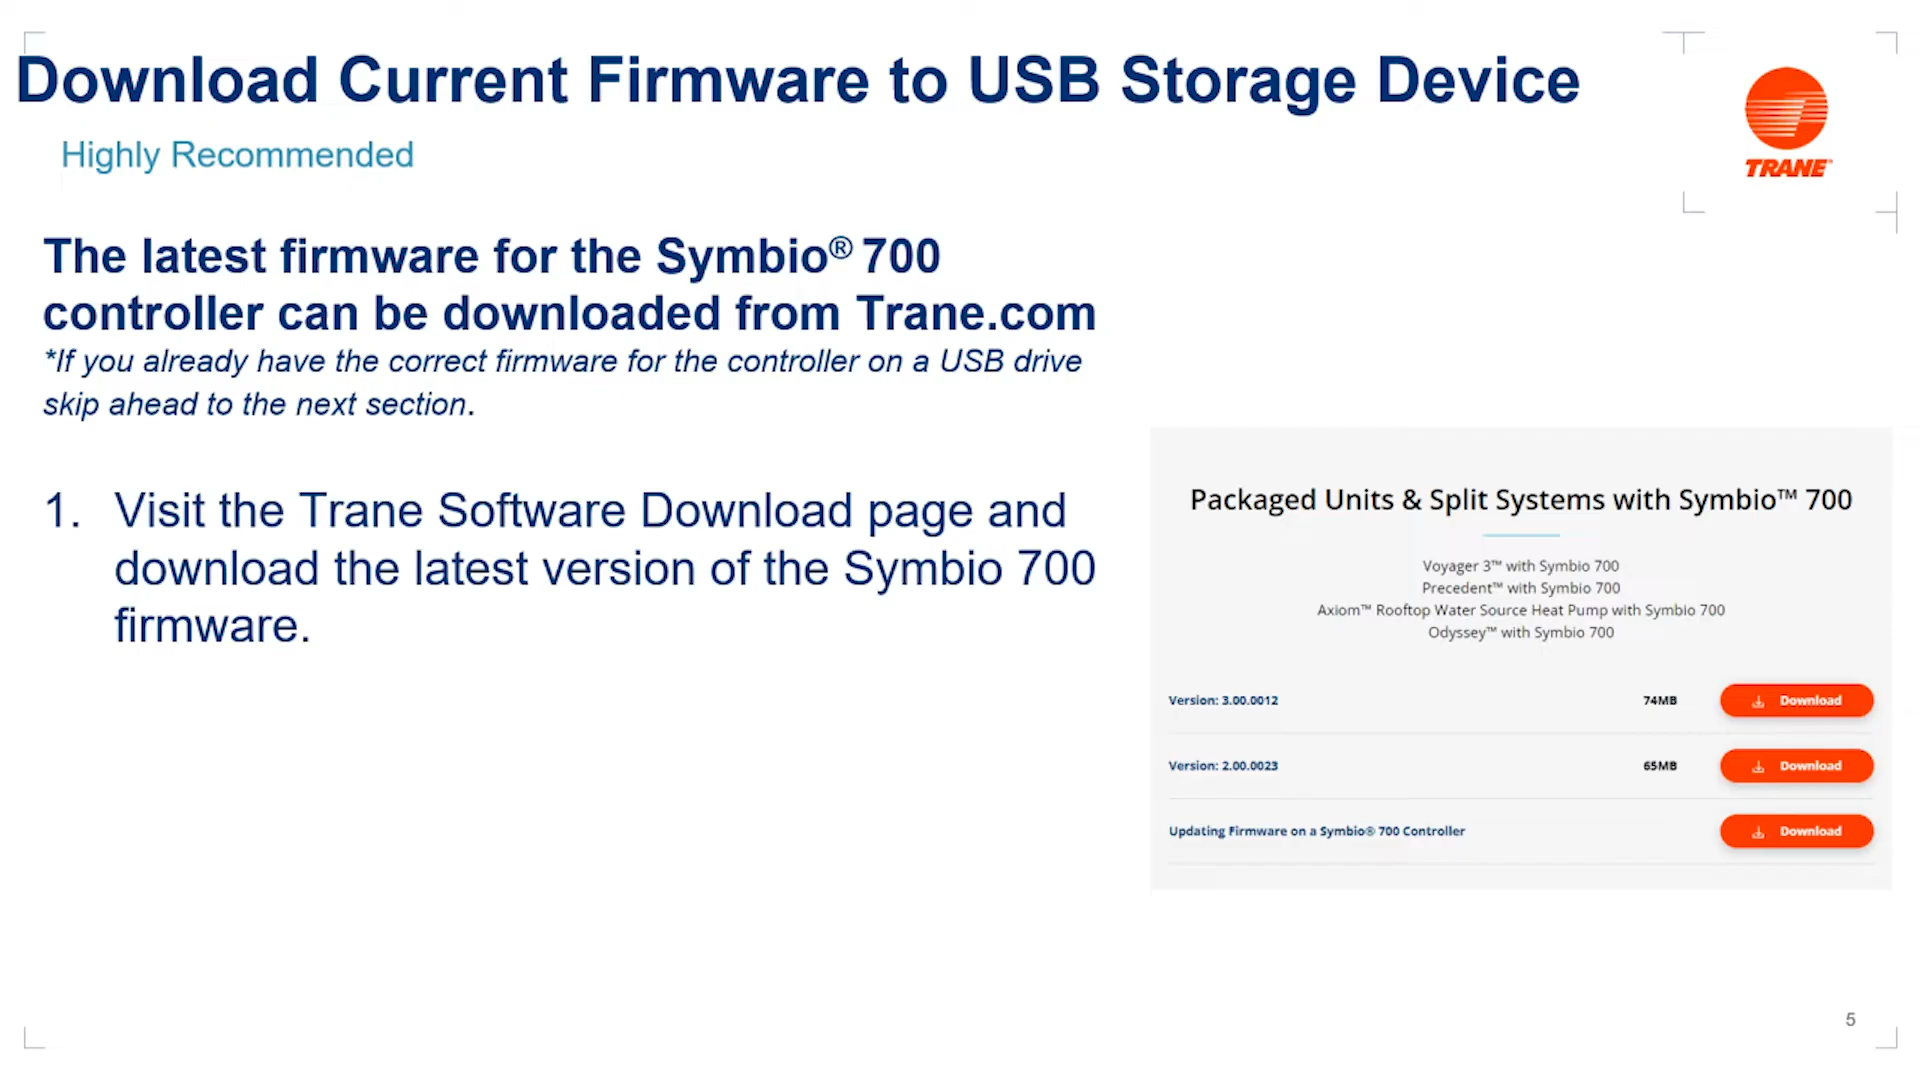 Download Current Firmware to USB Storage Device
Highly Recommended
TRANE®
The latest firmware for the Symbio® 700
controller can be downloaded from Trane.com
*If you already have the correct firmware for the controller on a USB drive
skip ahead to the next section.
1. Visit the Trane Software Download page and
download the latest version of the Symbio 700
firmware.
Packaged Units & Split Systems with Symbio™ 700
Voyager 3™ with Symbio 700
Precedent™ with Symbio 700
Axiom™ Rooftop Water Source Heat Pump with Symbio 700
Odyssey™ with Symbio 700
Version: 3.00.0012 74MB Download
Version: 2.00.0023 65MB Download
Updating Firmware on a Symbio® 700 Controller Download
5